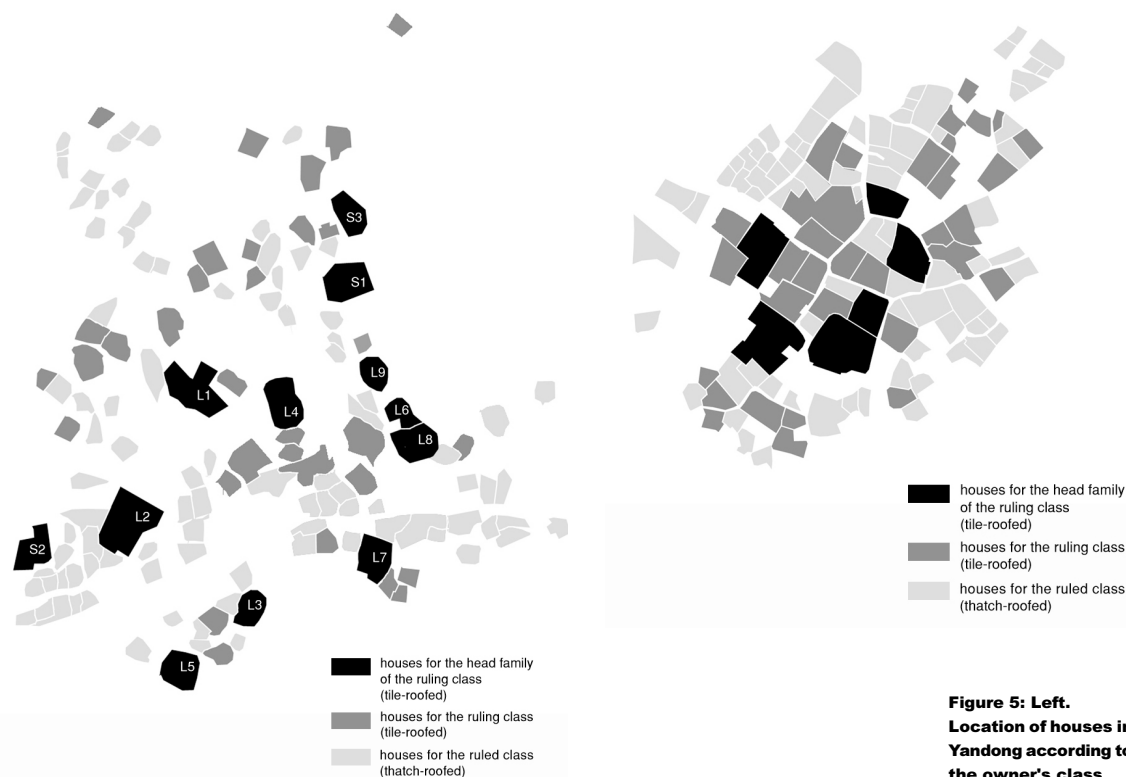 S3
S1
L9
L1
L4
L6
L8
L2
S2
L7
L3
L5
houses for the head family
of the ruling class
(tile-roofed)
houses for the ruling class
(tile-roofed)
houses for the ruled class
(thatch-roofed)
houses for the head family
of the ruling class
(tile-roofed)
houses for the ruling class
(tile-roofed)
houses for the ruled class
(thatch-roofed)
Figure 5: Left.
Location of houses in
Yandong according to
the owner's class